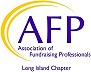 AFP
Association of
Fundraising Professionals
Long Island Chapter